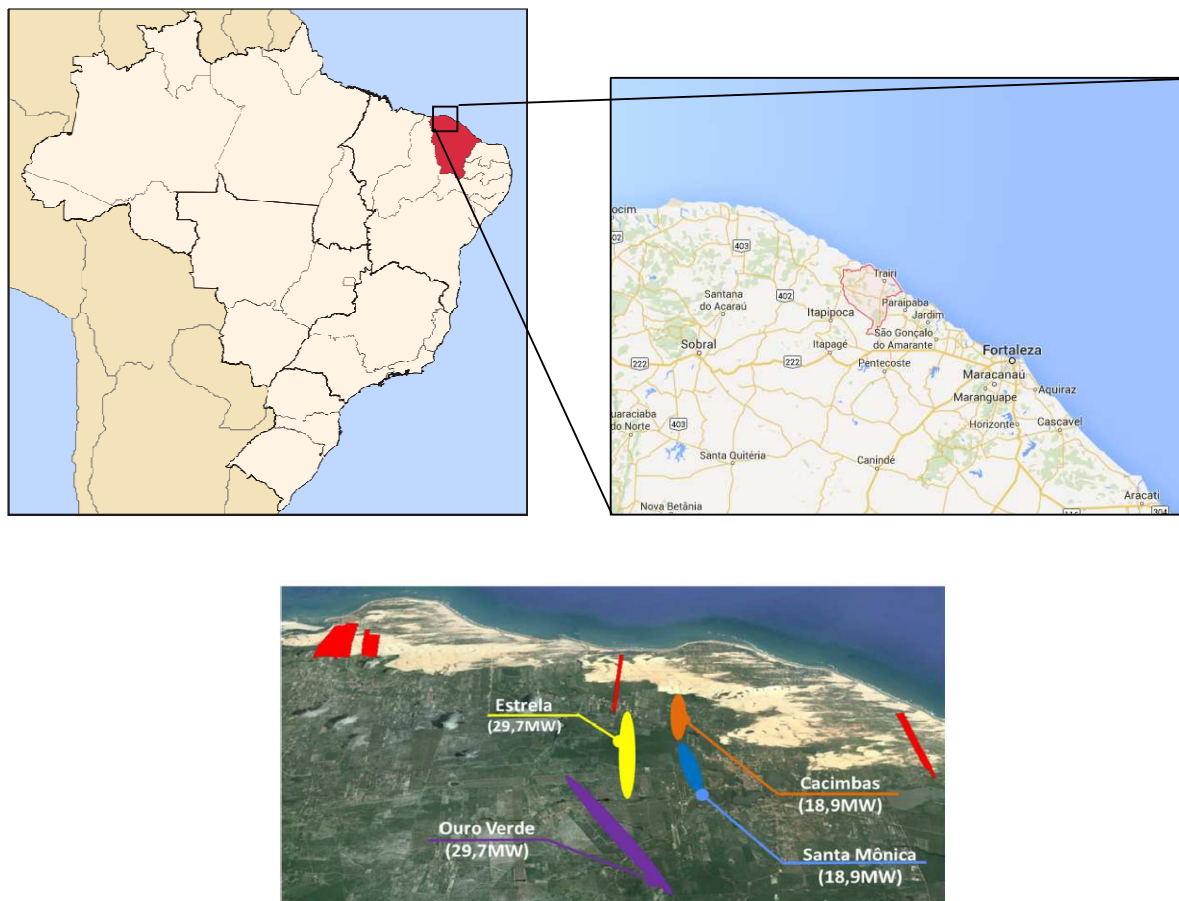 ocim
402
403
Trairi
Santana
do Acaraú
402
Itapipoca
Paraipaba
Jardim
São Gonçalo
do Amarante
Sobral
Itapagé
Fortaleza
222
222
Pentecoste
Maracanaú
Maranguape
Aquiraz
uaraciaba
do Norte
403
Horizonte
Cascavel
Santa Quitéria
Canindé
Aracati
Nova Betânia
304
Estrela
(29,7MW)
Cacimbas
(18,9MW)
Ouro Verde
(29,7MW)
Santa Mônica
(18,9MW)